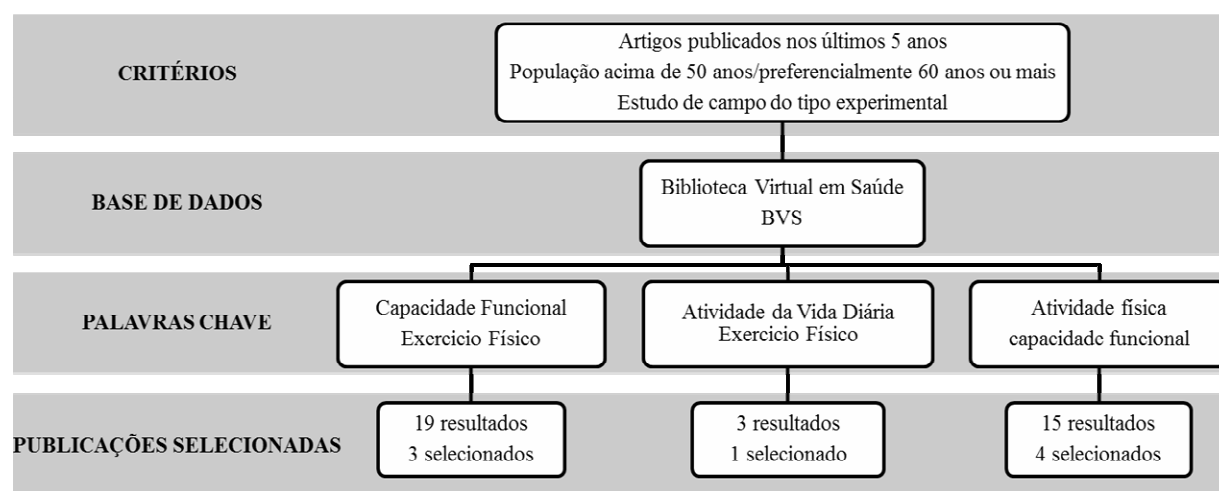 CRITÉRIOS
Artigos publicados nos últimos 5 anos
População acima de 50 anos/preferencialmente 60 anos ou mais
Estudo de campo do tipo experimental
BASE DE DADOS
Biblioteca Virtual em Saúde
BVS
PALAVRAS CHAVE
Capacidade Funcional
Exercicio Físico
Atividade da Vida Diária
Exercicio Físico
Atividade física
capacidade funcional
PUBLICAÇÕES SELECIONADAS
19 resultados
3 selecionados
3 resultados
1 selecionado
15 resultados
4 selecionados